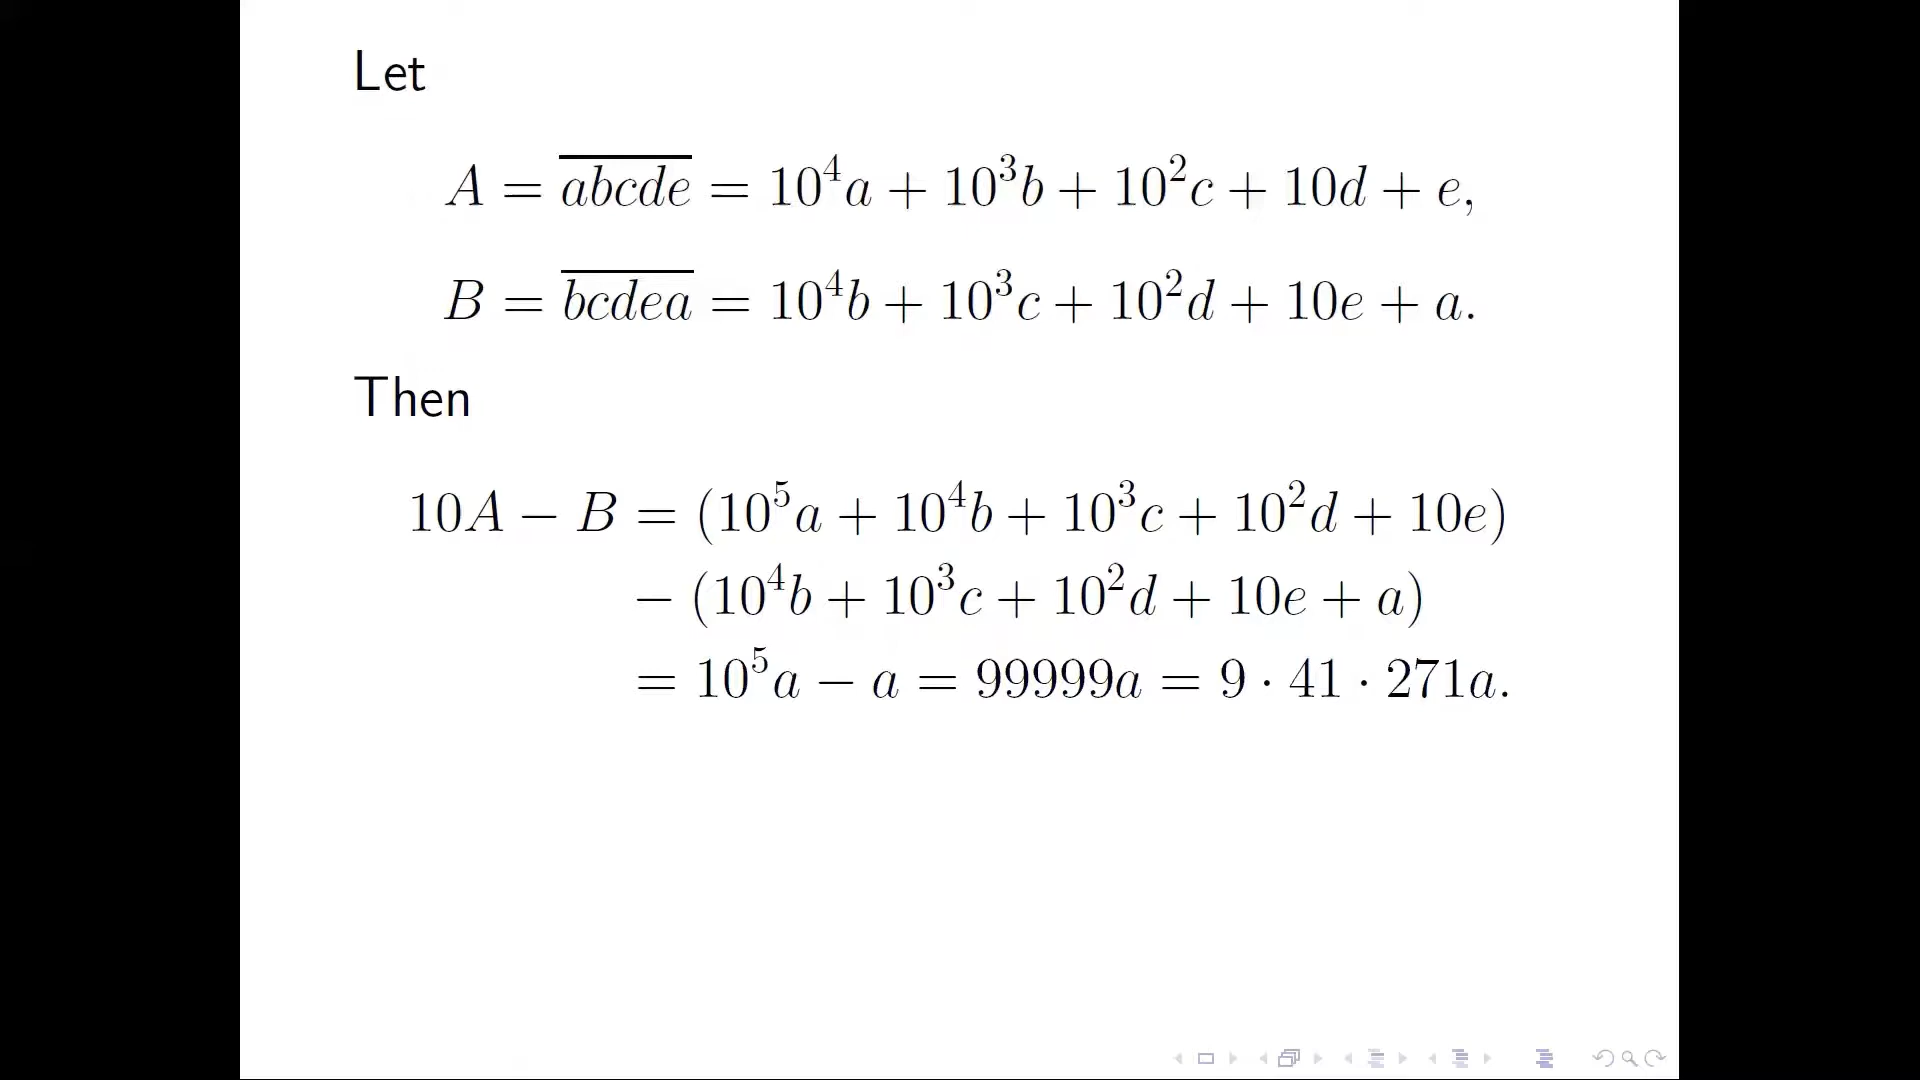 Let
A = \overline{abcde} = 10^4a + 10^3b + 10^2c + 10d + e,
B = \overline{bcdea} = 10^4b + 10^3c + 10^2d + 10e + a.
Then
10A − B = (10^5a + 10^4b + 10^3c + 10^2d + 10e)
− (10^4b + 10^3c + 10^2d + 10e + a)
= 10^5a − a = 99999a = 9 · 41 · 271a.